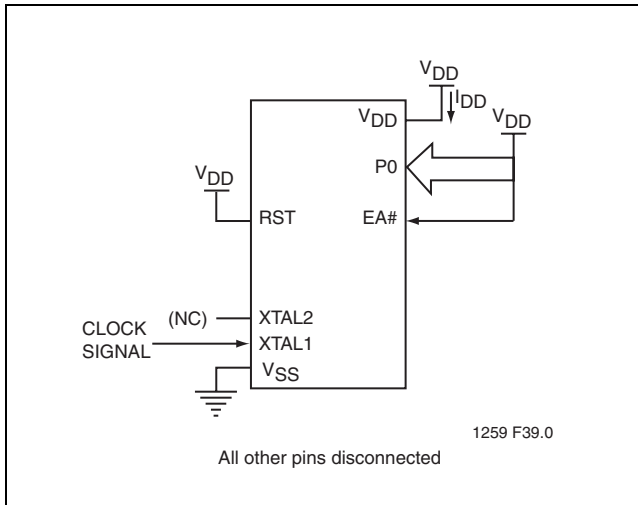 VDD
IDD
VDD
VDD
P0
VDD
RST
EA#
(NC)
XTAL2
CLOCK
SIGNAL
XTAL1
VSS
1259 F39.0
All other pins disconnected